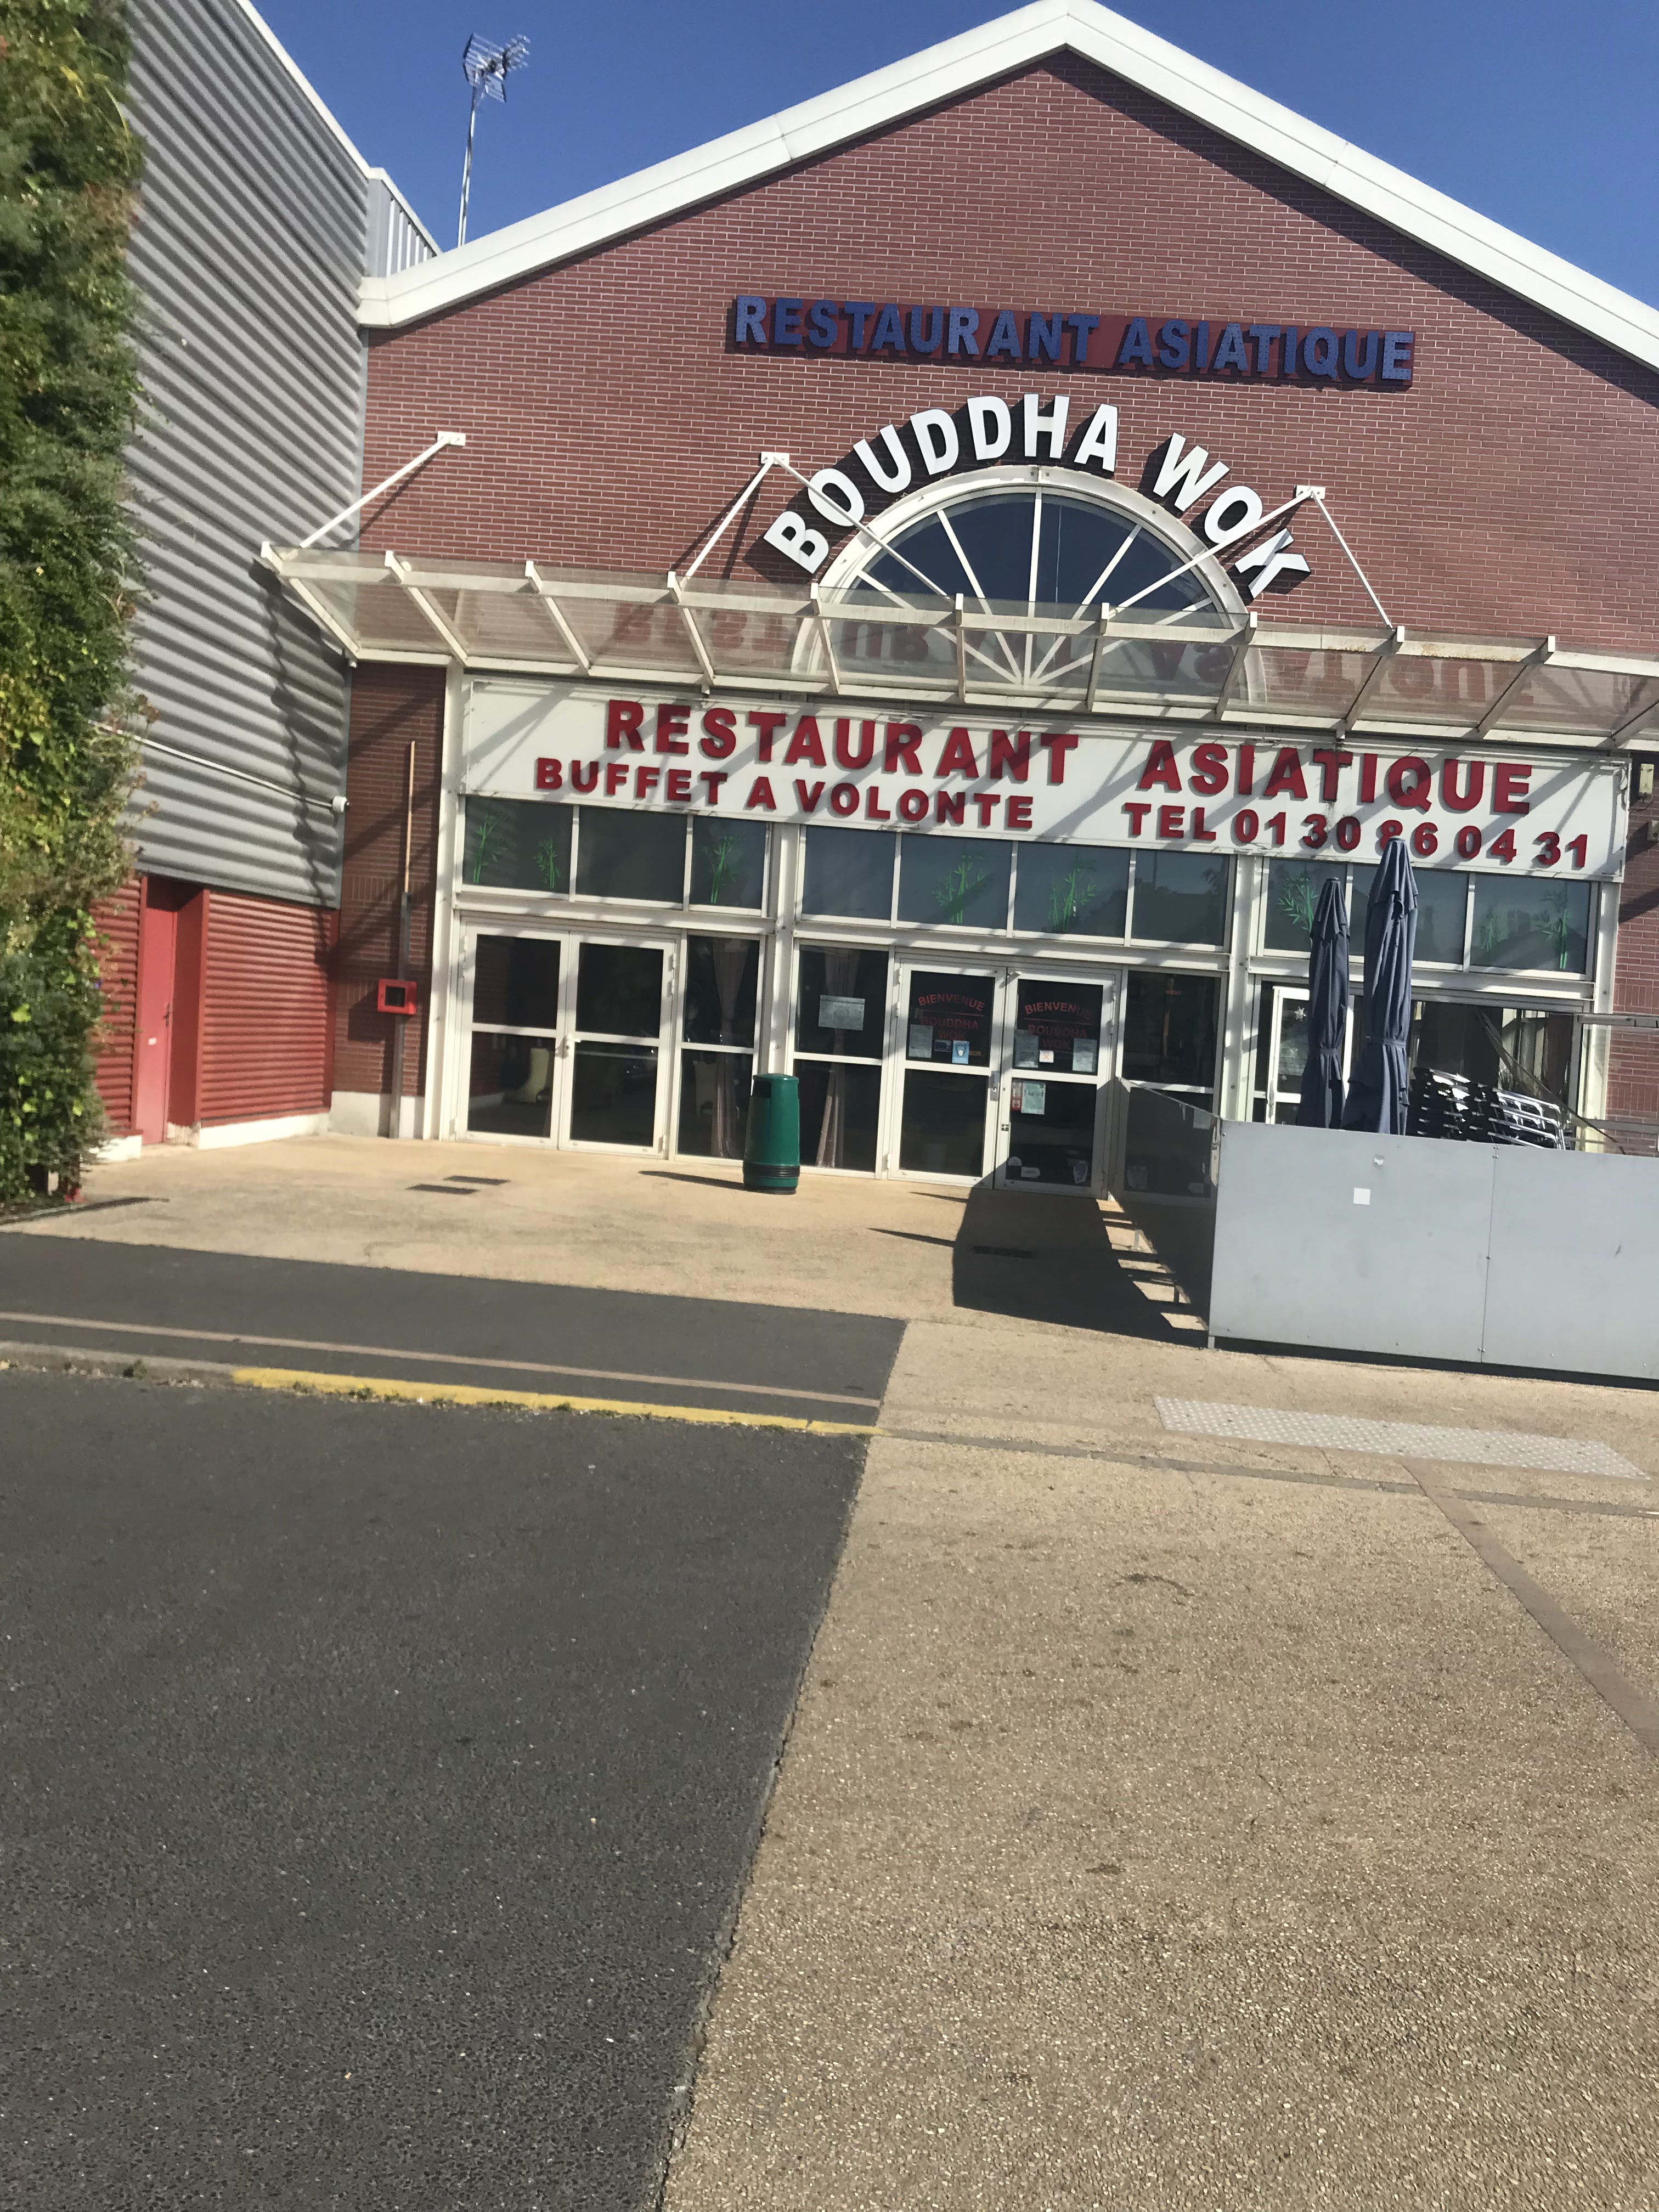 RESTAURANT ASIATIQUE
BOUDDHA WOK
RESTAURANT ASIATIQUE
BUFFET A VOLONTE TEL 01 30 86 04 31
BIENVENUE
BOUDDHA
WOK
BIENVENUE
BOUDDHA
WOK